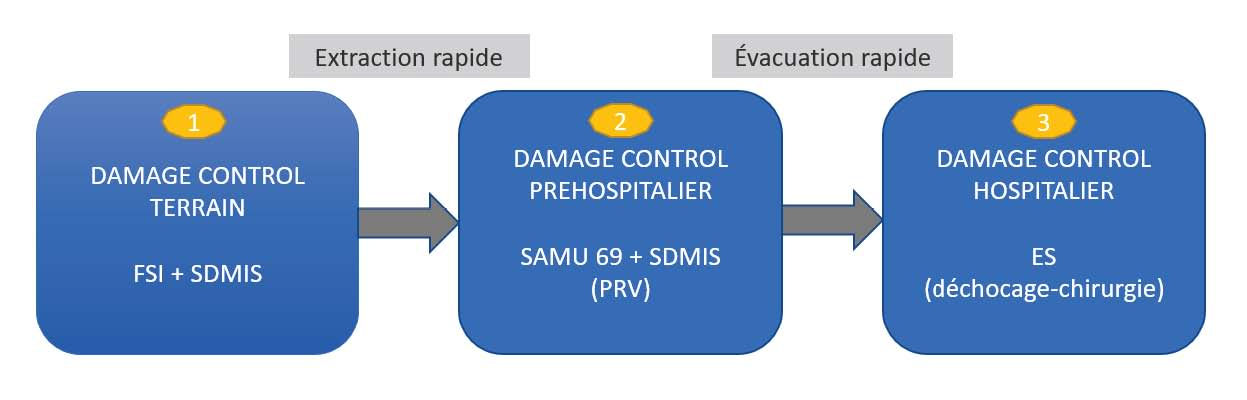 Extraction rapide
Évacuation rapide
1
DAMAGE CONTROL
TERRAIN
FSI + SDMIS
2
DAMAGE CONTROL
PREHOSPITALIER
SAMU 69 + SDMIS
(PRV)
3
DAMAGE CONTROL
HOSPITALIER
ES
(déchocage-chirurgie)